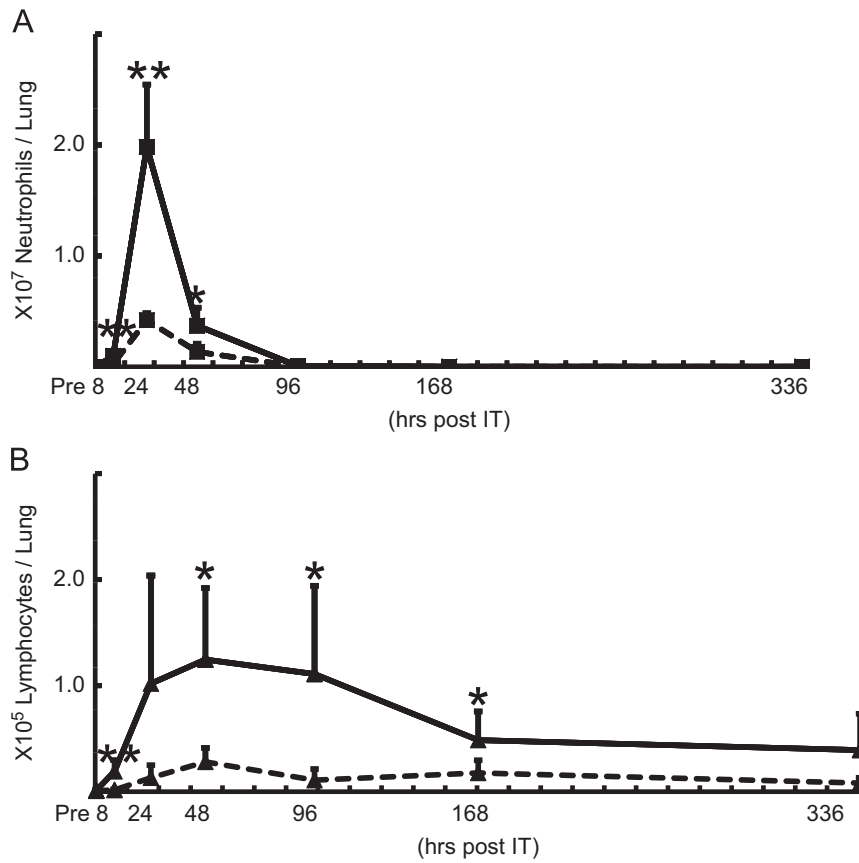 A
X10⁷ Neutrophils / Lung
2.0
1.0
**
**
*
Pre 8 24 48 96 168 336
(hrs post IT)
B
X10⁵ Lymphocytes / Lung
2.0
1.0
**
*
*
*
Pre 8 24 48 96 168 336
(hrs post IT)